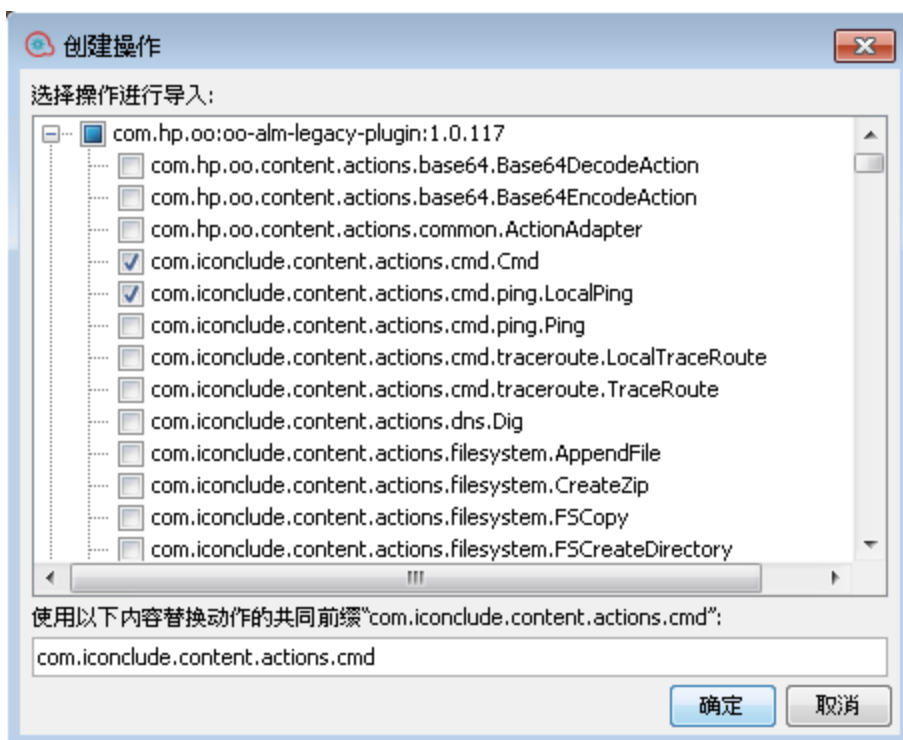 创建操作
选择操作进行导入:
com.hp.oo:oo-alm-legacy-plugin:1.0.117
com.hp.oo.content.actions.base64.Base64DecodeAction
com.hp.oo.content.actions.base64.Base64EncodeAction
com.hp.oo.content.actions.common.ActionAdapter
com.iconclude.content.actions.cmd.Cmd
com.iconclude.content.actions.cmd.ping.LocalPing
com.iconclude.content.actions.cmd.ping.Ping
com.iconclude.content.actions.cmd.traceroute.LocalTraceRoute
com.iconclude.content.actions.cmd.traceroute.TraceRoute
com.iconclude.content.actions.dns.Dig
com.iconclude.content.actions.filesystem.AppendFile
com.iconclude.content.actions.filesystem.CreateZip
com.iconclude.content.actions.filesystem.FSCopy
com.iconclude.content.actions.filesystem.FSCreateDirectory
使用以下内容替换动作的共同前缀“com.iconclude.content.actions.cmd”:
com.iconclude.content.actions.cmd
确定 取消